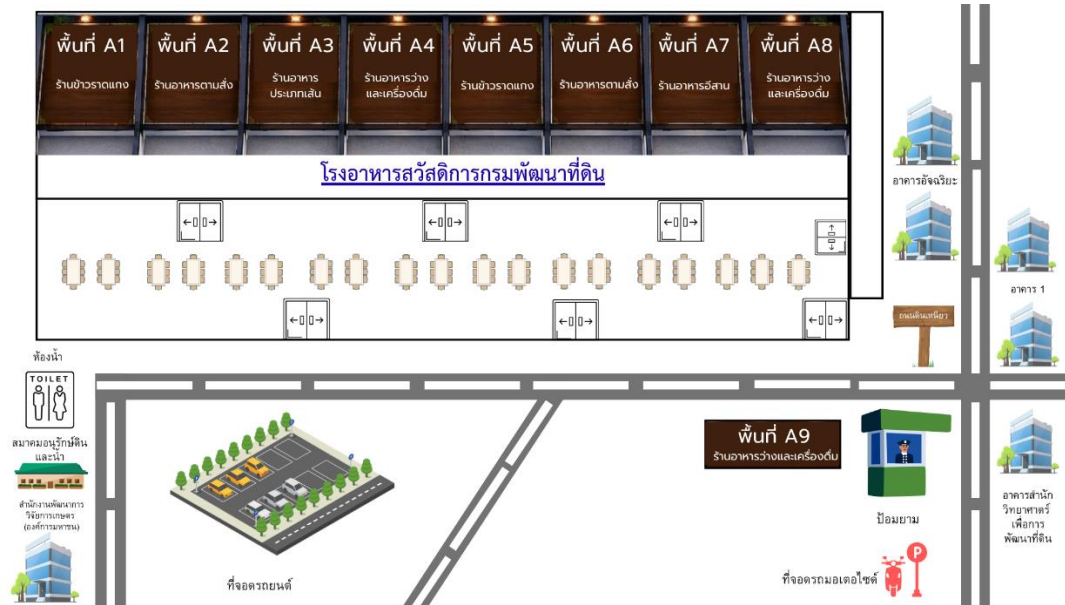 พื้นที่ A1
ร้านข้าวราดแกง
พื้นที่ A2
ร้านอาหารตามสั่ง
พื้นที่ A3
ร้านอาหาร
ประเภทเส้น
พื้นที่ A4
ร้านอาหารว่าง
และเครื่องดื่ม
พื้นที่ A5
ร้านข้าวราดแกง
พื้นที่ A6
ร้านอาหารตามสั่ง
พื้นที่ A7
ร้านอาหารอีสาน
พื้นที่ A8
ร้านอาหารว่าง
และเครื่องดื่ม
โรงอาหารสวัสดิการกรมพัฒนาที่ดิน
อาคารอัจฉริยะ
อาคาร 1
ถนนดินเหนียว
ห้องน้ำ
TOILET
สมาคมอนุรักษ์ดิน
และน้ำ
สำนักงานพัฒนาการ
วิจัยการเกษตร
(องค์การมหาชน)
ที่จอดรถยนต์
พื้นที่ A9
ร้านอาหารว่างและเครื่องดื่ม
ป้อมยาม
ที่จอดรถมอเตอไซค์
P
อาคารสำนัก
วิทยาศาตร์
เพื่อการ
พัฒนาที่ดิน